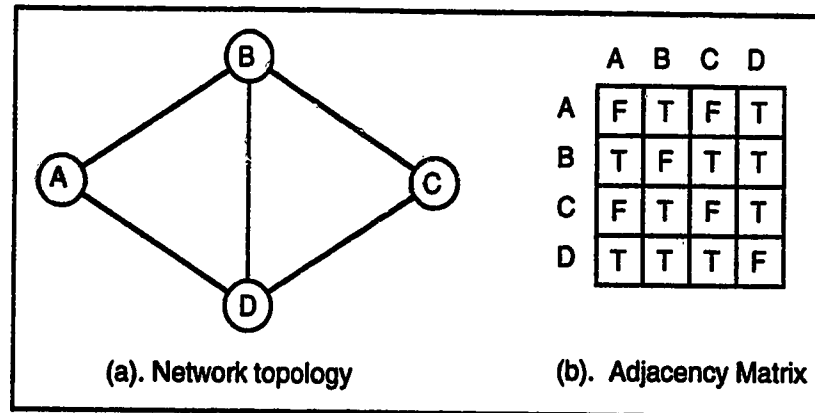 B
A
C
D
(a). Network topology
A B C D
A F T F T
B T F T T
C F T F T
D T T T F
(b). Adjacency Matrix